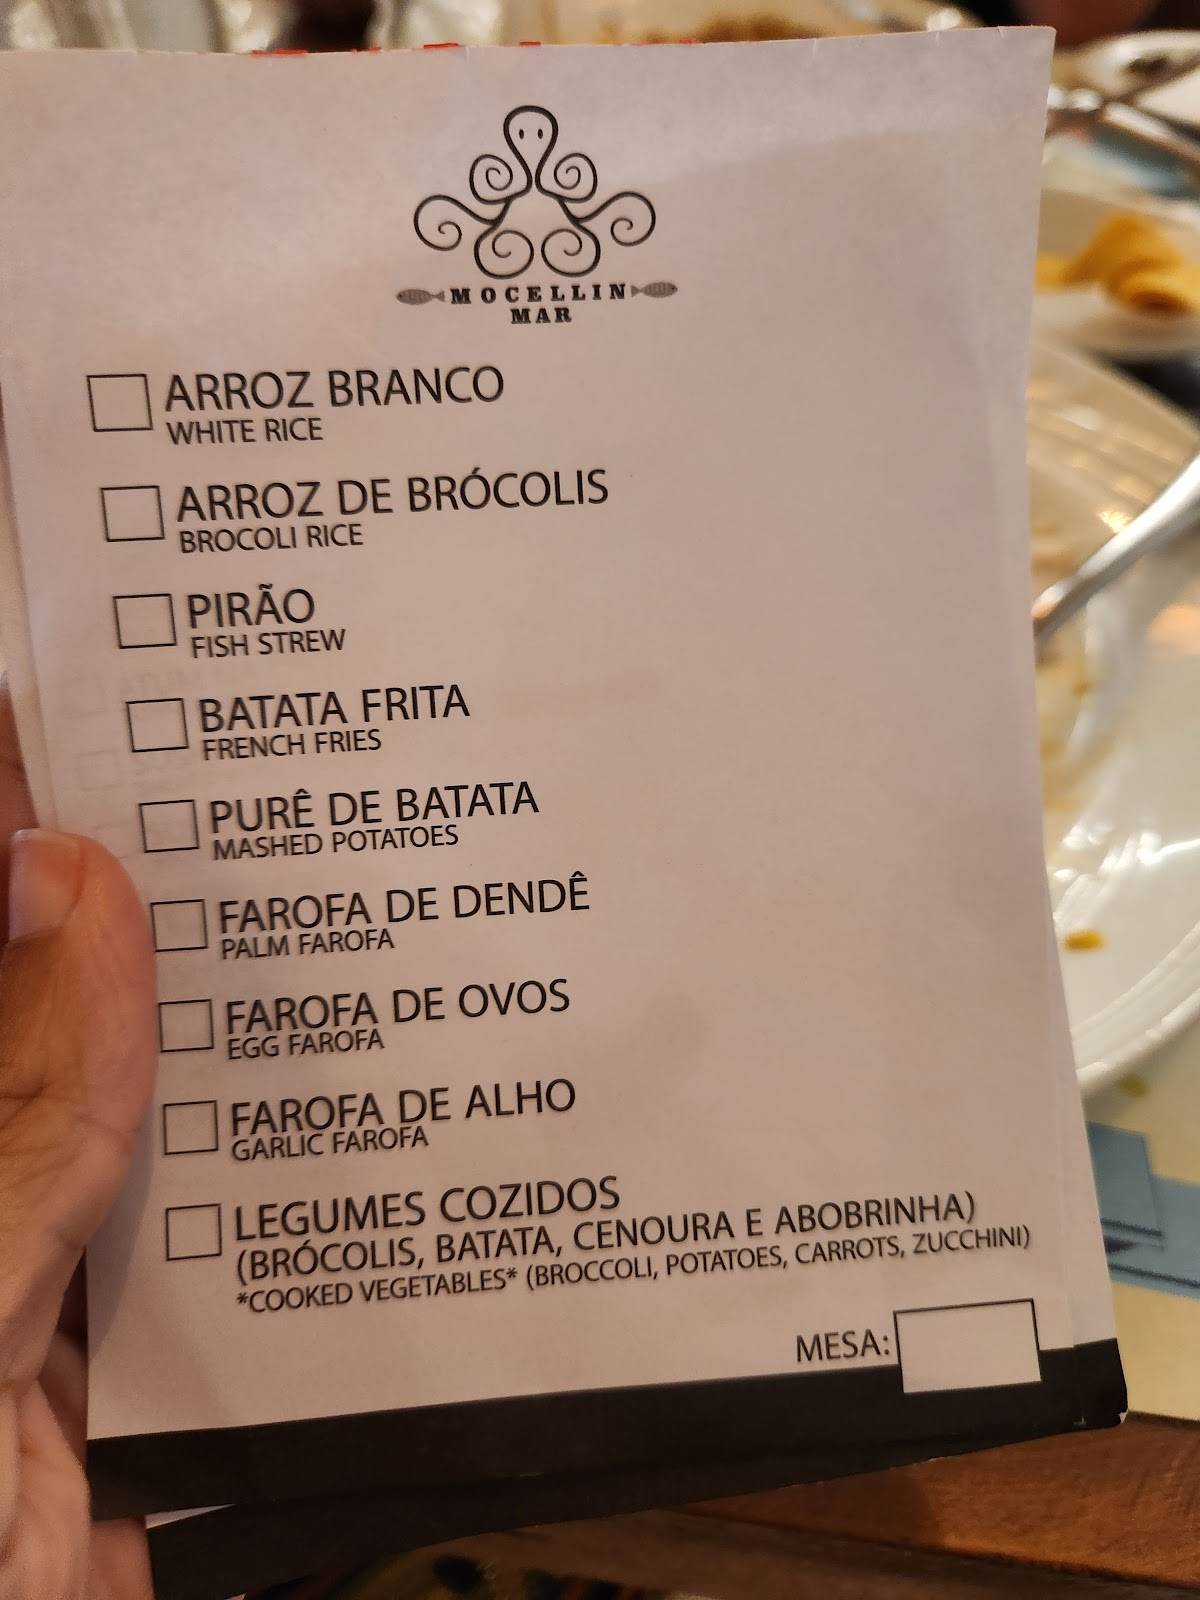 MOCELLIN
MAR
ARROZ BRANCO
WHITE RICE
ARROZ DE BRÓCOLIS
BROCOLI RICE
PIRÃO
FISH STREW
BATATA FRITA
FRENCH FRIES
PURÊ DE BATATA
MASHED POTATOES
FAROFA DE DENDÊ
PALM FAROFA
FAROFA DE OVOS
EGG FAROFA
FAROFA DE ALHO
GARLIC FAROFA
LEGUMES COZIDOS
(BRÓCOLIS, BATATA, CENOURA E ABOBRINHA)
*COOKED VEGETABLES* (BROCCOLI, POTATOES, CARROTS, ZUCCHINI)
MESA: